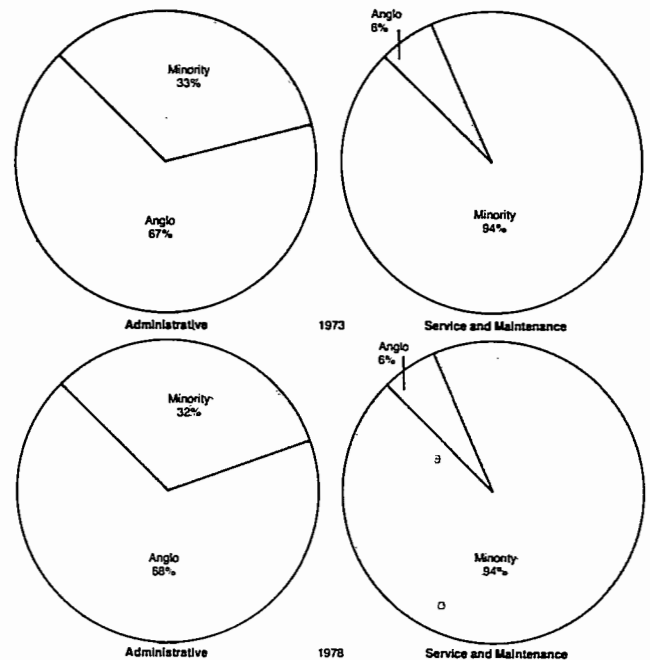 Minority
33%
Anglo
67%
Anglo
6%
Minority
94%
Administrative 1973 Service and Maintenance
Minority
32%
Anglo
68%
Anglo
6%
Minority
94%
Administrative 1978 Service and Maintenance